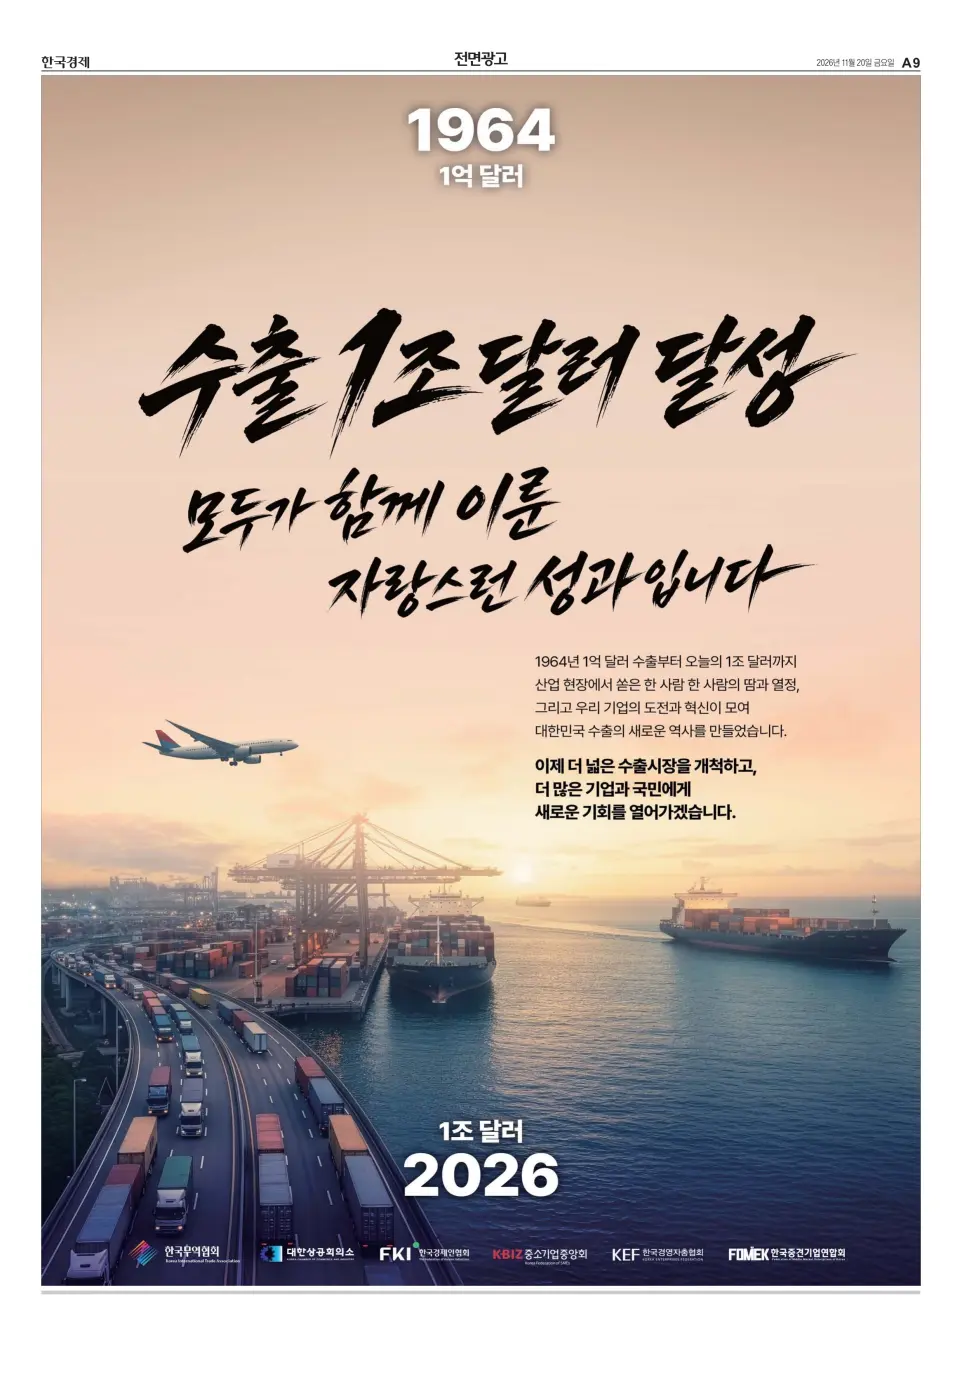 한국경제
전면광고
2026년 11월 20일 금요일 A9
1964
1억 달러
수출 1조 달러 달성
모두가 함께 이룬
자랑스런 성과입니다
1964년 1억 달러 수출부터 오늘의 1조 달러까지
산업 현장에서 쏟은 한 사람 한 사람의 땀과 열정,
그리고 우리 기업의 도전과 혁신이 모여
대한민국 수출의 새로운 역사를 만들었습니다.
이제 더 넓은 수출시장을 개척하고,
더 많은 기업과 국민에게
새로운 기회를 열어가겠습니다.
1조 달러
2026
한국무역협회
Korea International Trade Association
대한상공회의소
FKI 한국경제인협회
KBIZ 중소기업중앙회
Korea Federation of SMEs
KEF 한국경영자총협회
KOREA ENTERPRISES FEDERATION
FOMEK 한국중견기업연합회